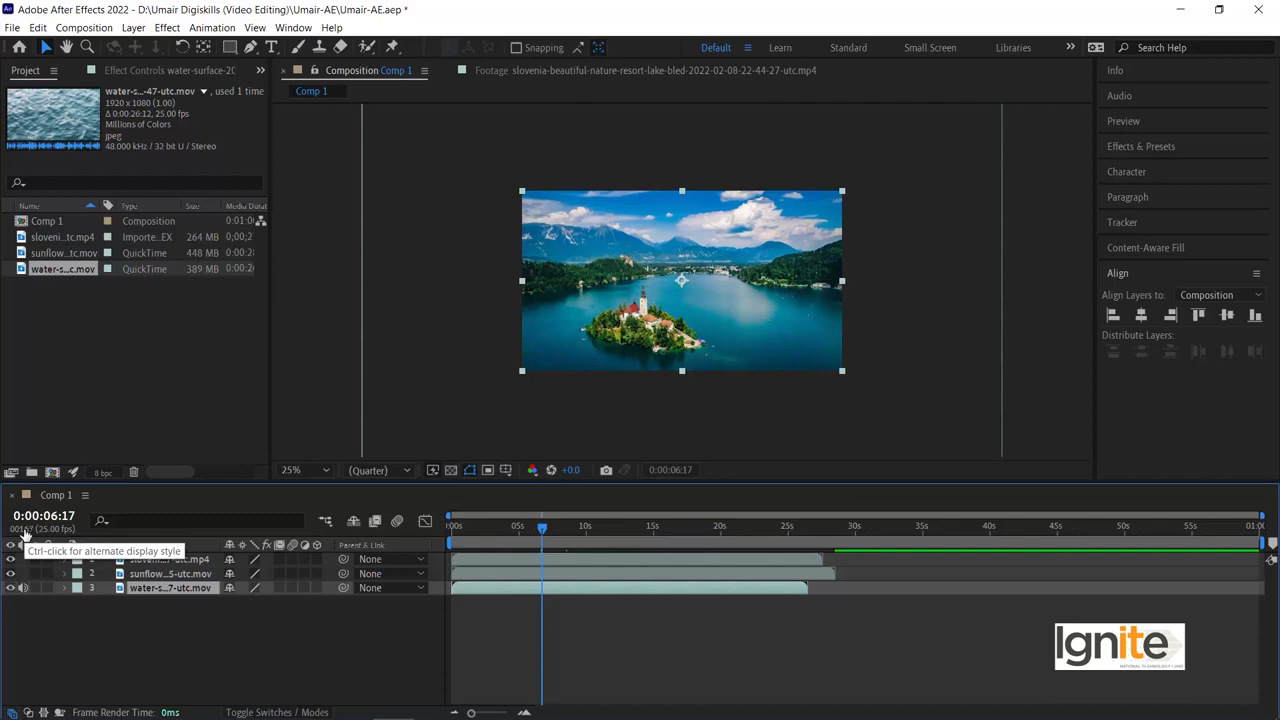 Adobe After Effects 2022 - D:\Umair Digiskills (Video Editing)\Umair-AE\Umair-AE.aep *
File Edit Composition Layer Effect Animation View Window Help
Snapping Default Learn Standard Small Screen Libraries Search Help
Project Effect Controls water-surface-20
Composition Comp 1 Footage slovenia-beautiful-nature-resort-lake-bled-2022-02-08-22-44-27-utc.mp4
Comp 1
water-s...-47-utc.mov , used 1 time
1920 x 1080 (1.00)
Δ 0:00:26:12, 25.00 fps
Millions of Colors
jpeg
48.000 kHz / 32 bit U / Stereo
Name Type Size Media Durat
Comp 1 Composition 0:01:0
sloveni...tc.mp4 Importe...EX 264 MB 0;00;2
sunflow...tc.mov QuickTime 448 MB 0:00:28
water-s...c.mov QuickTime 389 MB 0:00:26
8 bpc
25% (Quarter) +0.0 0:00:06:17
Info
Audio
Preview
Effects & Presets
Character
Paragraph
Tracker
Content-Aware Fill
Align
Align Layers to: Composition
Distribute Layers:
Comp 1
0:00:06:17
(25.00 fps)
:00s 05s 10s 15s 20s 25s 30s 35s 40s 45s 50s 55s 01:00
Parent & Link
Ctrl-click for alternate display style
None
2 sunflow...5-utc.mov None
3 water-s...7-utc.mov None
Ignite
NATIONAL TECHNOLOGY FUND
Frame Render Time: 0ms Toggle Switches / Modes